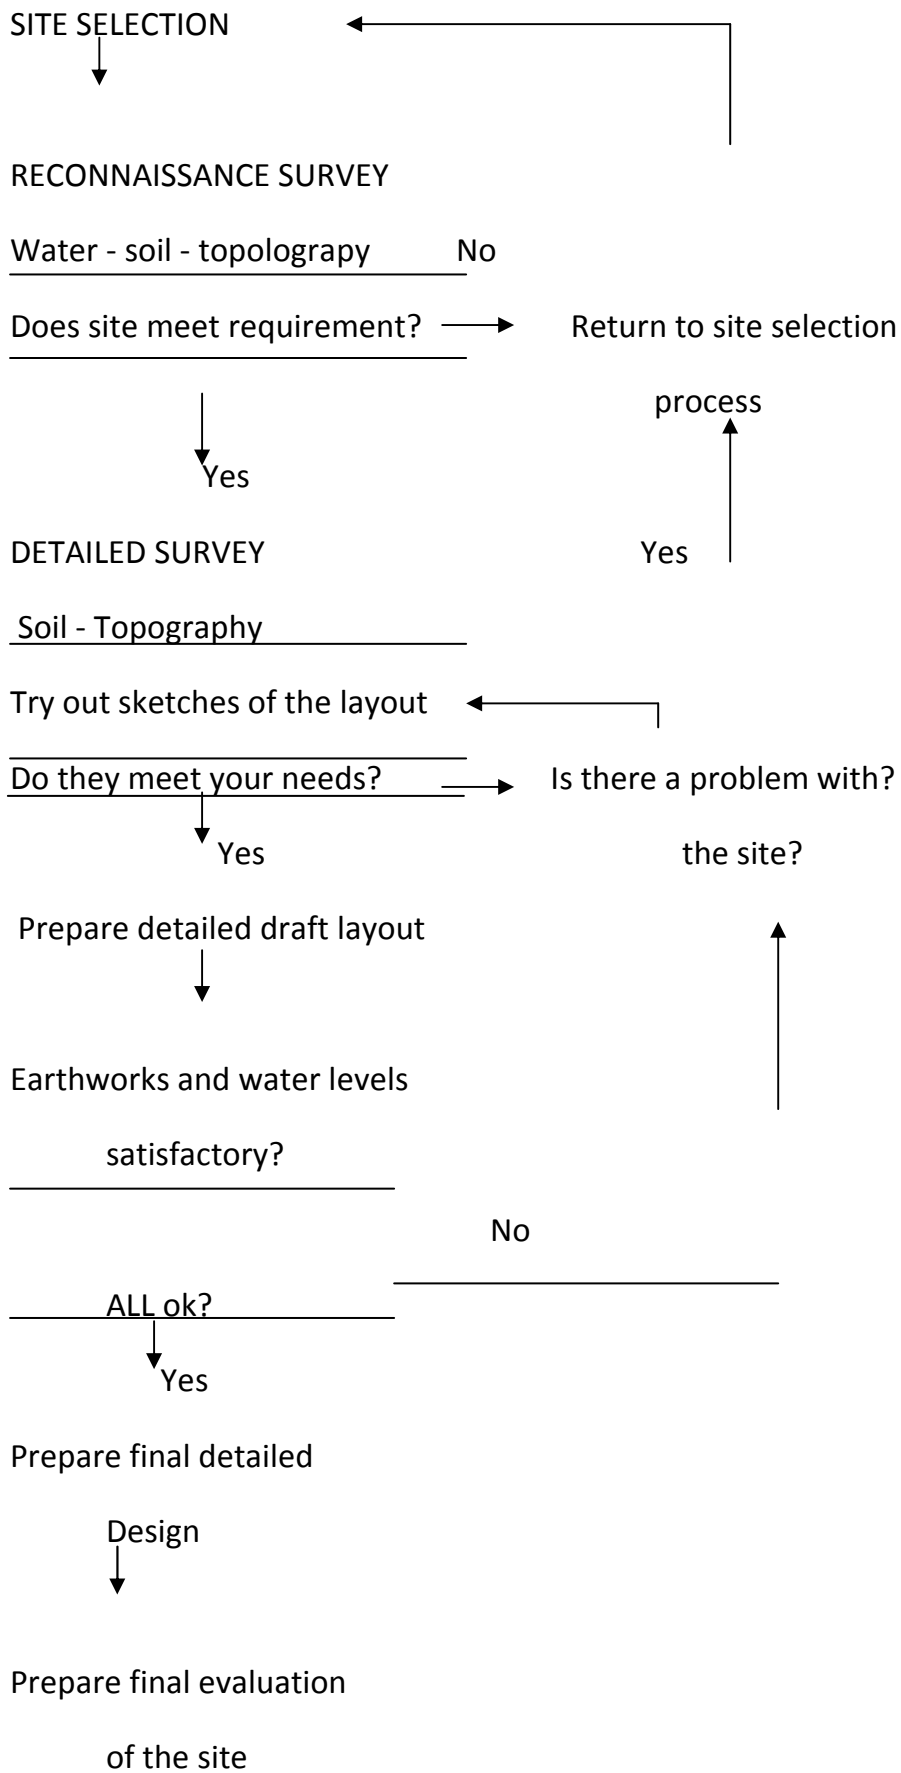 SITE SELECTION
RECONNAISSANCE SURVEY
Water - soil - topolograpy No
Does site meet requirement? Return to site selection
process
Yes
DETAILED SURVEY Yes
Soil - Topography
Try out sketches of the layout
Do they meet your needs? Is there a problem with?
Yes the site?
Prepare detailed draft layout
Earthworks and water levels
satisfactory?
No
ALL ok?
Yes
Prepare final detailed
Design
Prepare final evaluation
of the site